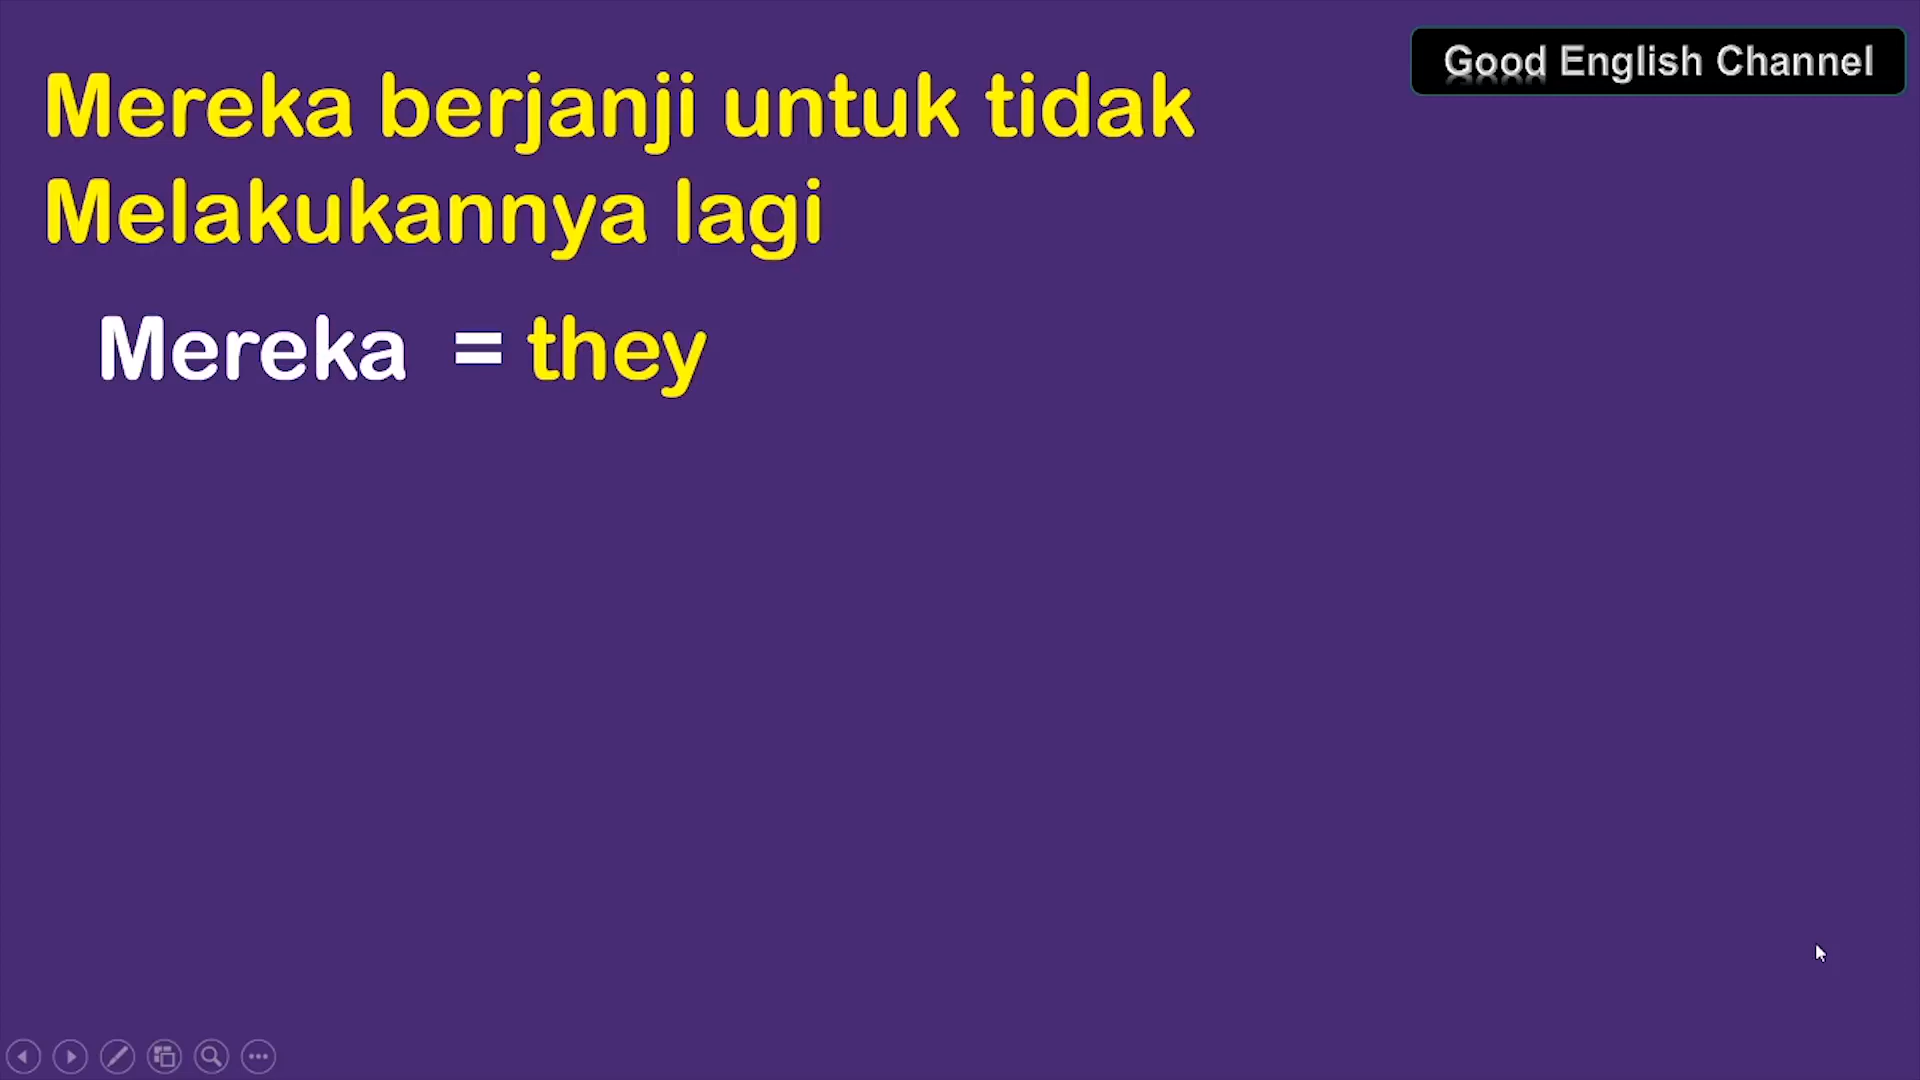 Good English Channel
Mereka berjanji untuk tidak
Melakukannya lagi
Mereka = they